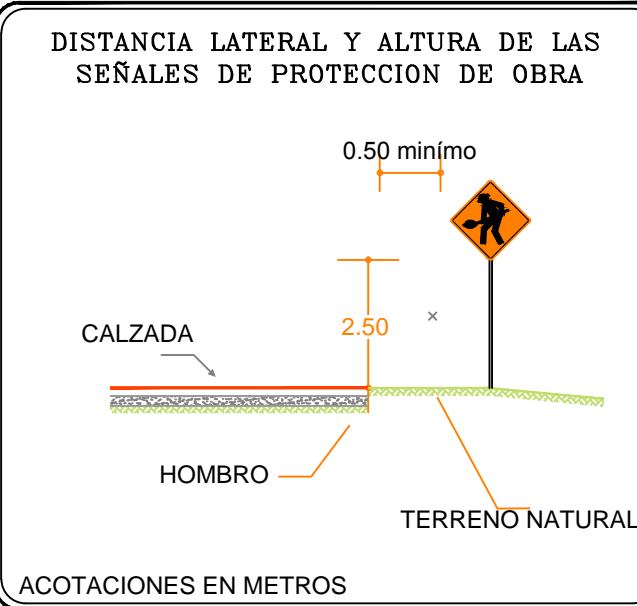 DISTANCIA LATERAL Y ALTURA DE LAS
SEÑALES DE PROTECCION DE OBRA
0.50 minímo
2.50
CALZADA
HOMBRO
TERRENO NATURAL
ACOTACIONES EN METROS